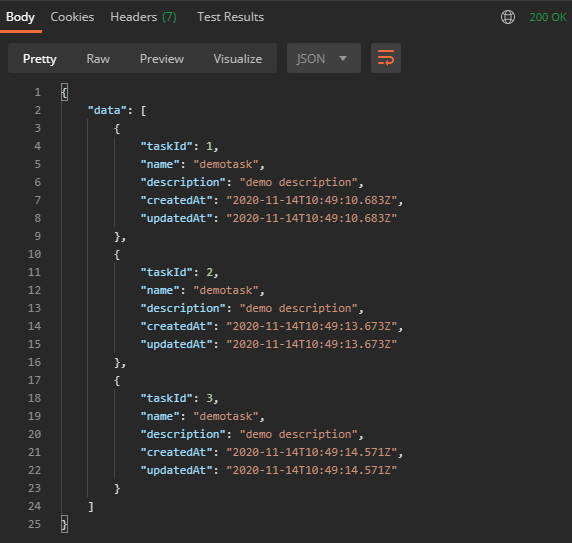 Body Cookies Headers (7) Test Results 200 OK
Pretty Raw Preview Visualize JSON
1 {
2 "data": [
3 {
4 "taskId": 1,
5 "name": "demotask",
6 "description": "demo description",
7 "createdAt": "2020-11-14T10:49:10.683Z",
8 "updatedAt": "2020-11-14T10:49:10.683Z"
9 },
10 {
11 "taskId": 2,
12 "name": "demotask",
13 "description": "demo description",
14 "createdAt": "2020-11-14T10:49:13.673Z",
15 "updatedAt": "2020-11-14T10:49:13.673Z"
16 },
17 {
18 "taskId": 3,
19 "name": "demotask",
20 "description": "demo description",
21 "createdAt": "2020-11-14T10:49:14.571Z",
22 "updatedAt": "2020-11-14T10:49:14.571Z"
23 }
24 ]
25 }